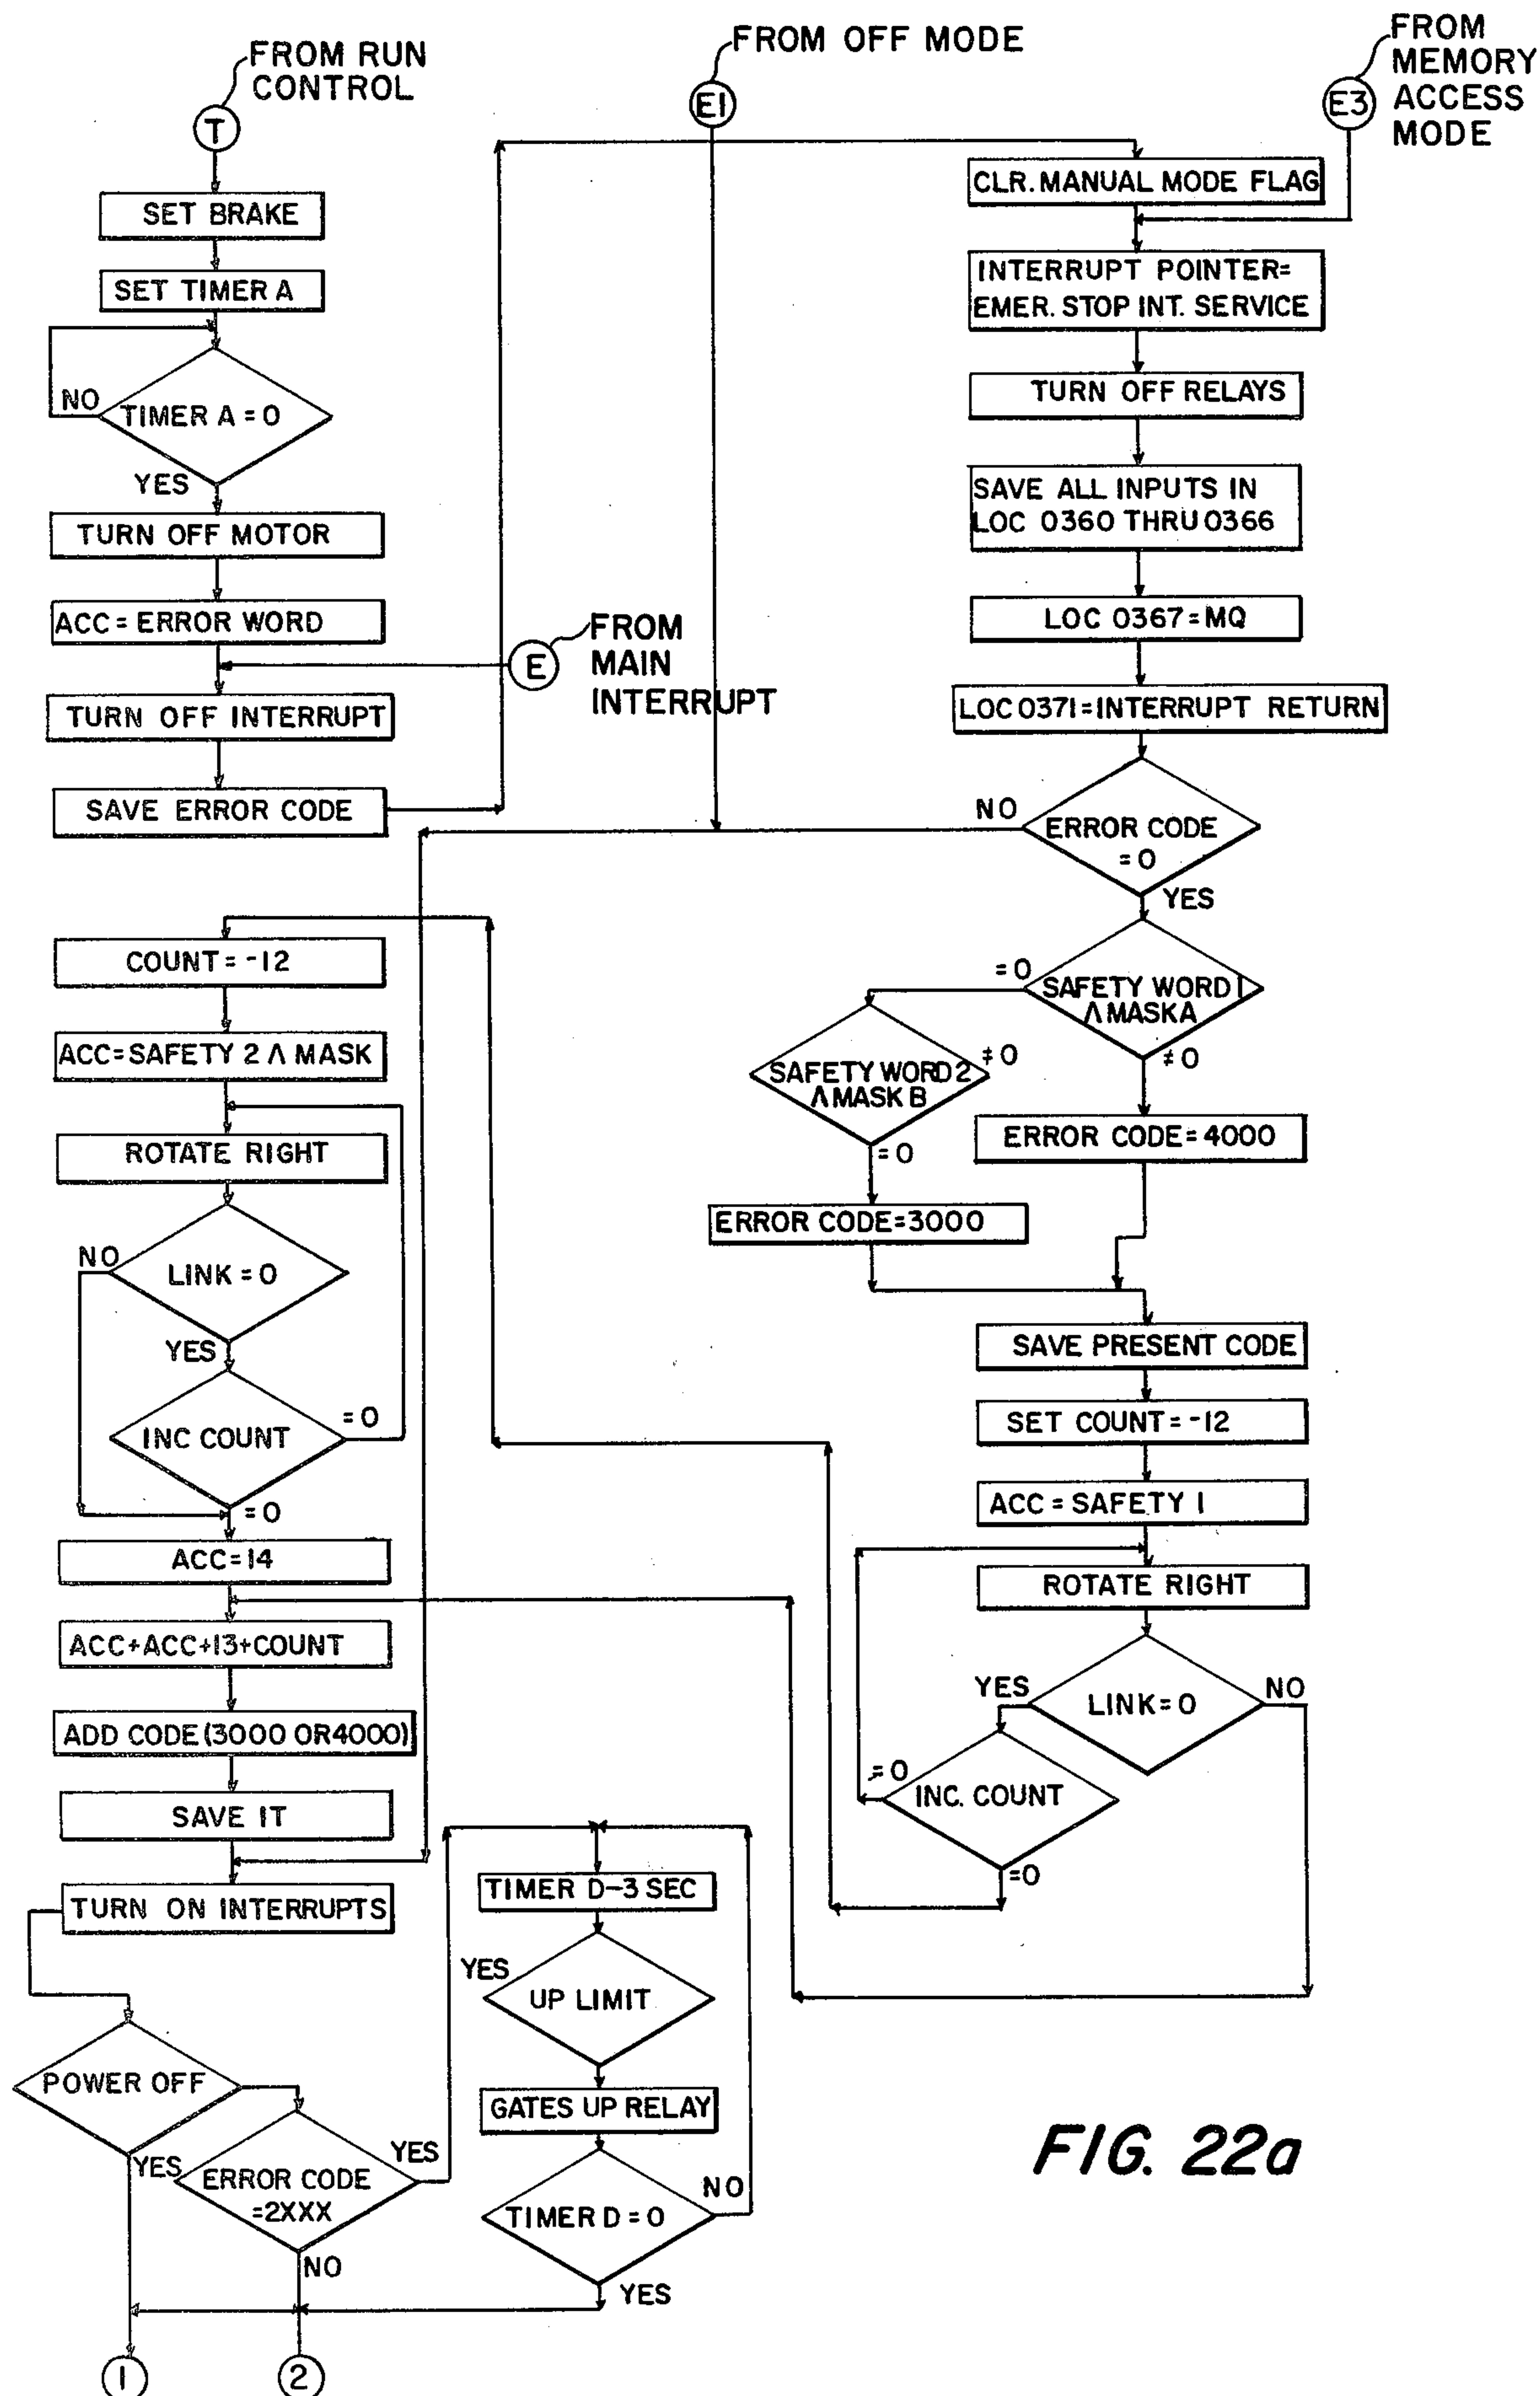 FROM RUN
CONTROL
T
SET BRAKE
SET TIMER A
NO
TIMER A = 0
YES
TURN OFF MOTOR
ACC = ERROR WORD
E
FROM
MAIN
INTERRUPT
TURN OFF INTERRUPT
SAVE ERROR CODE
FROM OFF MODE
E1
FROM
MEMORY
ACCESS
MODE
E3
CLR. MANUAL MODE FLAG
INTERRUPT POINTER=
EMER. STOP INT. SERVICE
TURN OFF RELAYS
SAVE ALL INPUTS IN
LOC 0360 THRU 0366
LOC 0367 = MQ
LOC 0371 = INTERRUPT RETURN
NO
ERROR CODE
= 0
YES
= 0
SAFETY WORD 1
Λ MASK A
≠ 0
SAFETY WORD 2
Λ MASK B
≠ 0
= 0
ERROR CODE = 4000
ERROR CODE=3000
SAVE PRESENT CODE
SET COUNT = -12
ACC = SAFETY 1
ROTATE RIGHT
YES
LINK = 0
NO
= 0
INC. COUNT
=0
COUNT = -12
ACC=SAFETY 2 Λ MASK
ROTATE RIGHT
NO
LINK = 0
YES
INC COUNT
= 0
= 0
ACC=14
ACC+ACC+13+COUNT
ADD CODE (3000 OR 4000)
SAVE IT
TURN ON INTERRUPTS
POWER OFF
YES
ERROR CODE
=2XXX
YES
NO
TIMER D-3 SEC
YES
UP LIMIT
GATES UP RELAY
TIMER D = 0
NO
YES
1
2
FIG. 22a